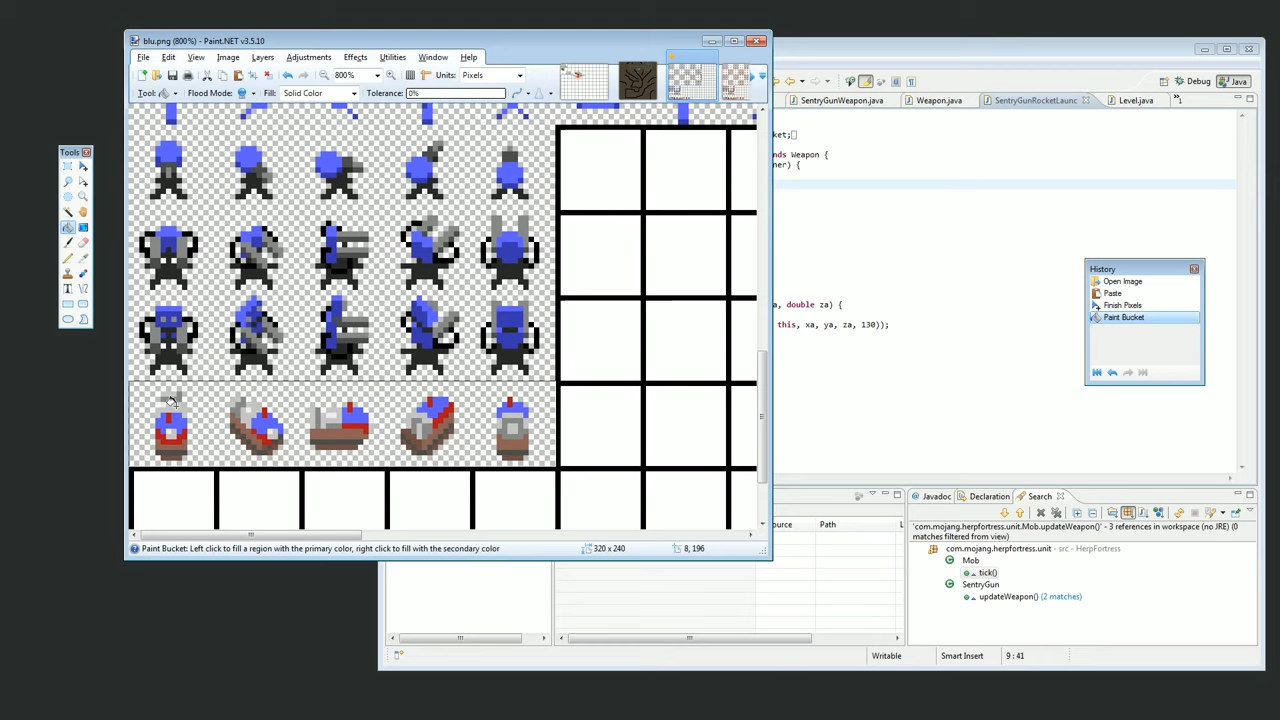 blu.png (800%) - Paint.NET v3.5.10
File Edit View Image Layers Adjustments Effects Utilities Window Help
800% Units: Pixels
Tool: Flood Mode: Fill: Solid Color Tolerance: 0%
Debug Java
SentryGunWeapon.java Weapon.java SentryGunRocketLaunc Level.java »1
ket;
nds Weapon {
ner) {
Tools
a, double za) {
this, xa, ya, za, 130));
History
Open Image
Paste
Finish Pixels
Paint Bucket
Paint Bucket: Left click to fill a region with the primary color, right click to fill with the secondary color 320 x 240 8, 196
Javadoc Declaration Search
ource Path L
'com.mojang.herpfortress.unit.Mob.updateWeapon()' - 3 references in workspace (no JRE) (0
matches filtered from view)
com.mojang.herpfortress.unit - src - HerpFortress
Mob
tick()
SentryGun
updateWeapon() (2 matches)
Writable Smart Insert 9 : 41